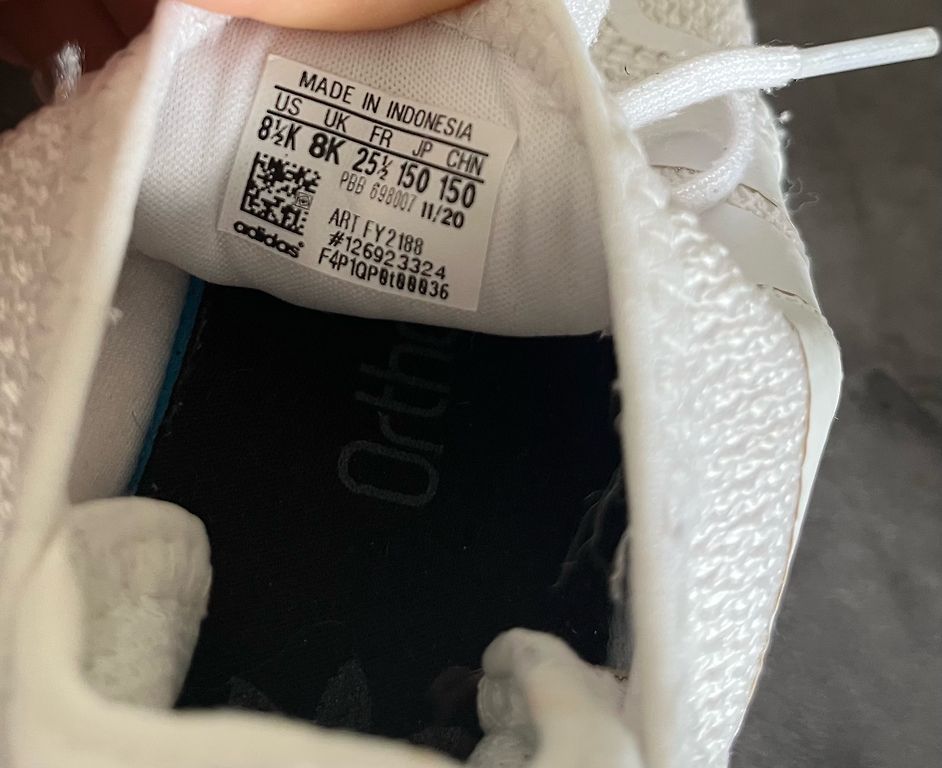 MADE IN INDONESIA
US UK FR JP CHN
8½K 8K 25½ 150 150
PBB 698007 11/20
ART FY2188
#126923324
F4P1QP0t00036
adidas
Ortho